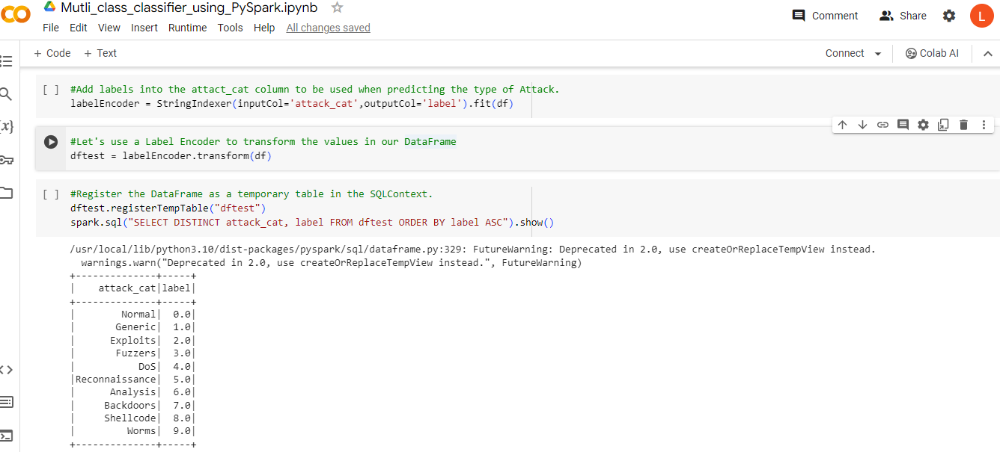 Mutli_class_classifier_using_PySpark.ipynb
Comment Share L
File Edit View Insert Runtime Tools Help All changes saved
+ Code + Text Connect Colab AI
[ ] #Add labels into the attact_cat column to be used when predicting the type of Attack.
labelEncoder = StringIndexer(inputCol='attack_cat',outputCol='label').fit(df)
{x}
#Let's use a Label Encoder to transform the values in our DataFrame
dftest = labelEncoder.transform(df)
[ ] #Register the DataFrame as a temporary table in the SQLContext.
dftest.registerTempTable("dftest")
spark.sql("SELECT DISTINCT attack_cat, label FROM dftest ORDER BY label ASC").show()
/usr/local/lib/python3.10/dist-packages/pyspark/sql/dataframe.py:329: FutureWarning: Deprecated in 2.0, use createOrReplaceTempView instead.
warnings.warn("Deprecated in 2.0, use createOrReplaceTempView instead.", FutureWarning)
+--------------+-----+
|    attack_cat|label|
+--------------+-----+
|        Normal|  0.0|
|       Generic|  1.0|
|      Exploits|  2.0|
|       Fuzzers|  3.0|
|           DoS|  4.0|
|Reconnaissance|  5.0|
|      Analysis|  6.0|
|     Backdoors|  7.0|
|     Shellcode|  8.0|
|         Worms|  9.0|
+--------------+-----+